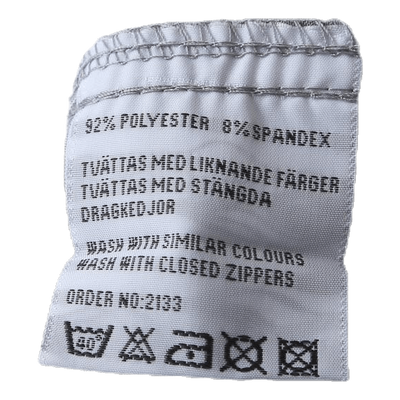 92% POLYESTER 8% SPANDEX
TVÄTTAS MED LIKNANDE FÄRGER
TVÄTTAS MED STÄNGDA
DRAGKEDJOR
WASH WITH SIMILAR COLOURS
WASH WITH CLOSED ZIPPERS
ORDER NO:2133
40°